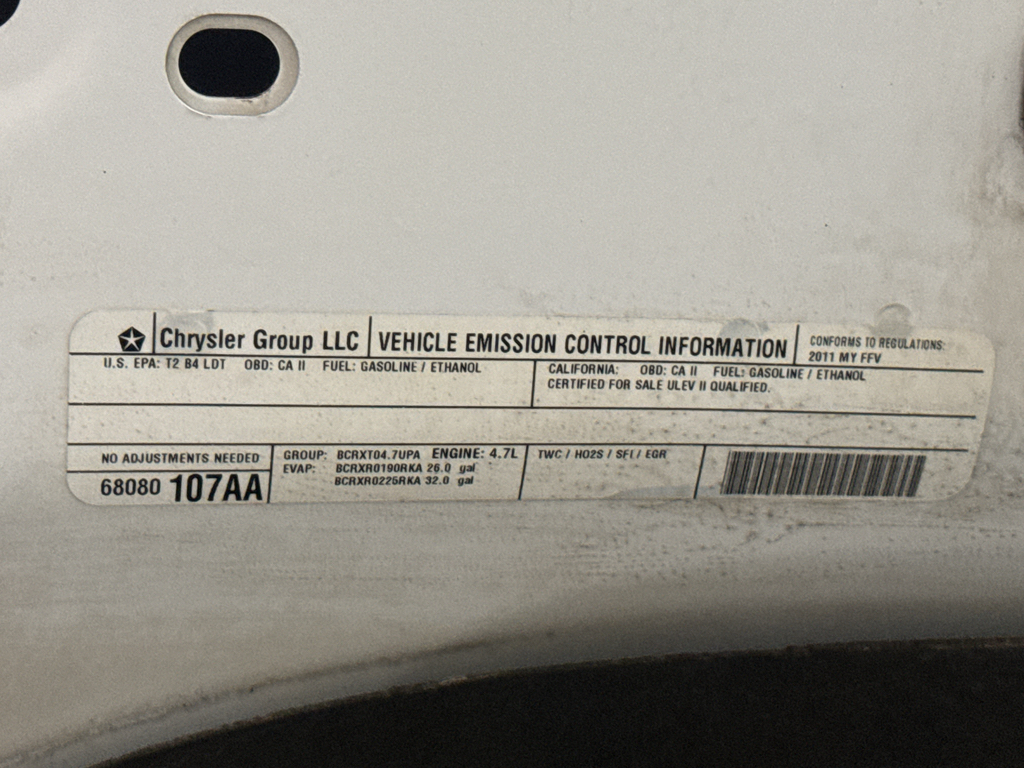 Chrysler Group LLC
VEHICLE EMISSION CONTROL INFORMATION
CONFORMS TO REGULATIONS:
2011 MY FFV
U.S. EPA: T2 B4 LDT OBD: CA II FUEL: GASOLINE / ETHANOL
CALIFORNIA: OBD: CA II FUEL: GASOLINE / ETHANOL
CERTIFIED FOR SALE ULEV II QUALIFIED.
NO ADJUSTMENTS NEEDED
68080 107AA
GROUP: BCRXT04.7UPA ENGINE: 4.7L
EVAP: BCRXR0190RKA 26.0 gal
BCRXR0225RKA 32.0 gal
TWC / HO2S / SFI / EGR